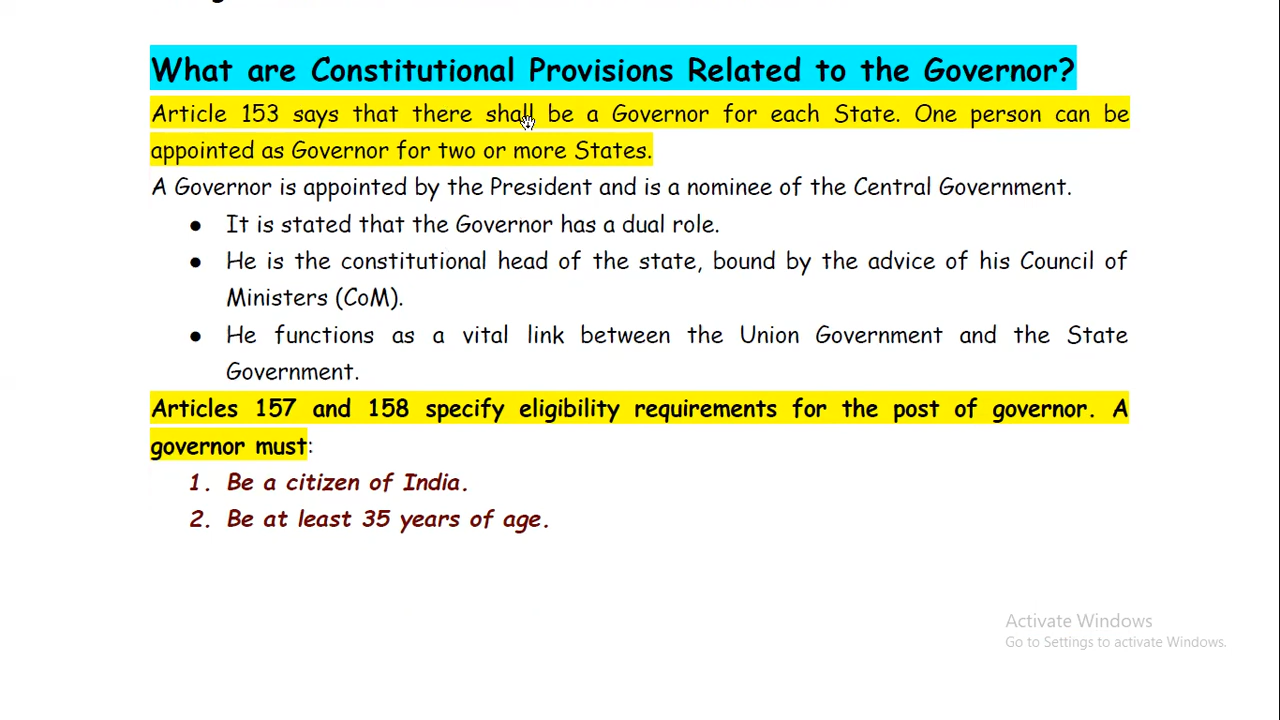 What are Constitutional Provisions Related to the Governor?
Article 153 says that there shall be a Governor for each State. One person can be
appointed as Governor for two or more States.
A Governor is appointed by the President and is a nominee of the Central Government.
● It is stated that the Governor has a dual role.
● He is the constitutional head of the state, bound by the advice of his Council of
Ministers (CoM).
● He functions as a vital link between the Union Government and the State
Government.
Articles 157 and 158 specify eligibility requirements for the post of governor. A
governor must:
1. Be a citizen of India.
2. Be at least 35 years of age.
Activate Windows
Go to Settings to activate Windows.